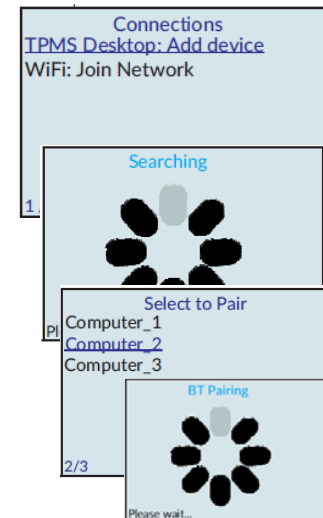 Connections
TPMS Desktop: Add device
WiFi: Join Network
1
Searching
Pl
Select to Pair
Computer_1
Computer_2
Computer_3
2/3
BT Pairing
Please wait...